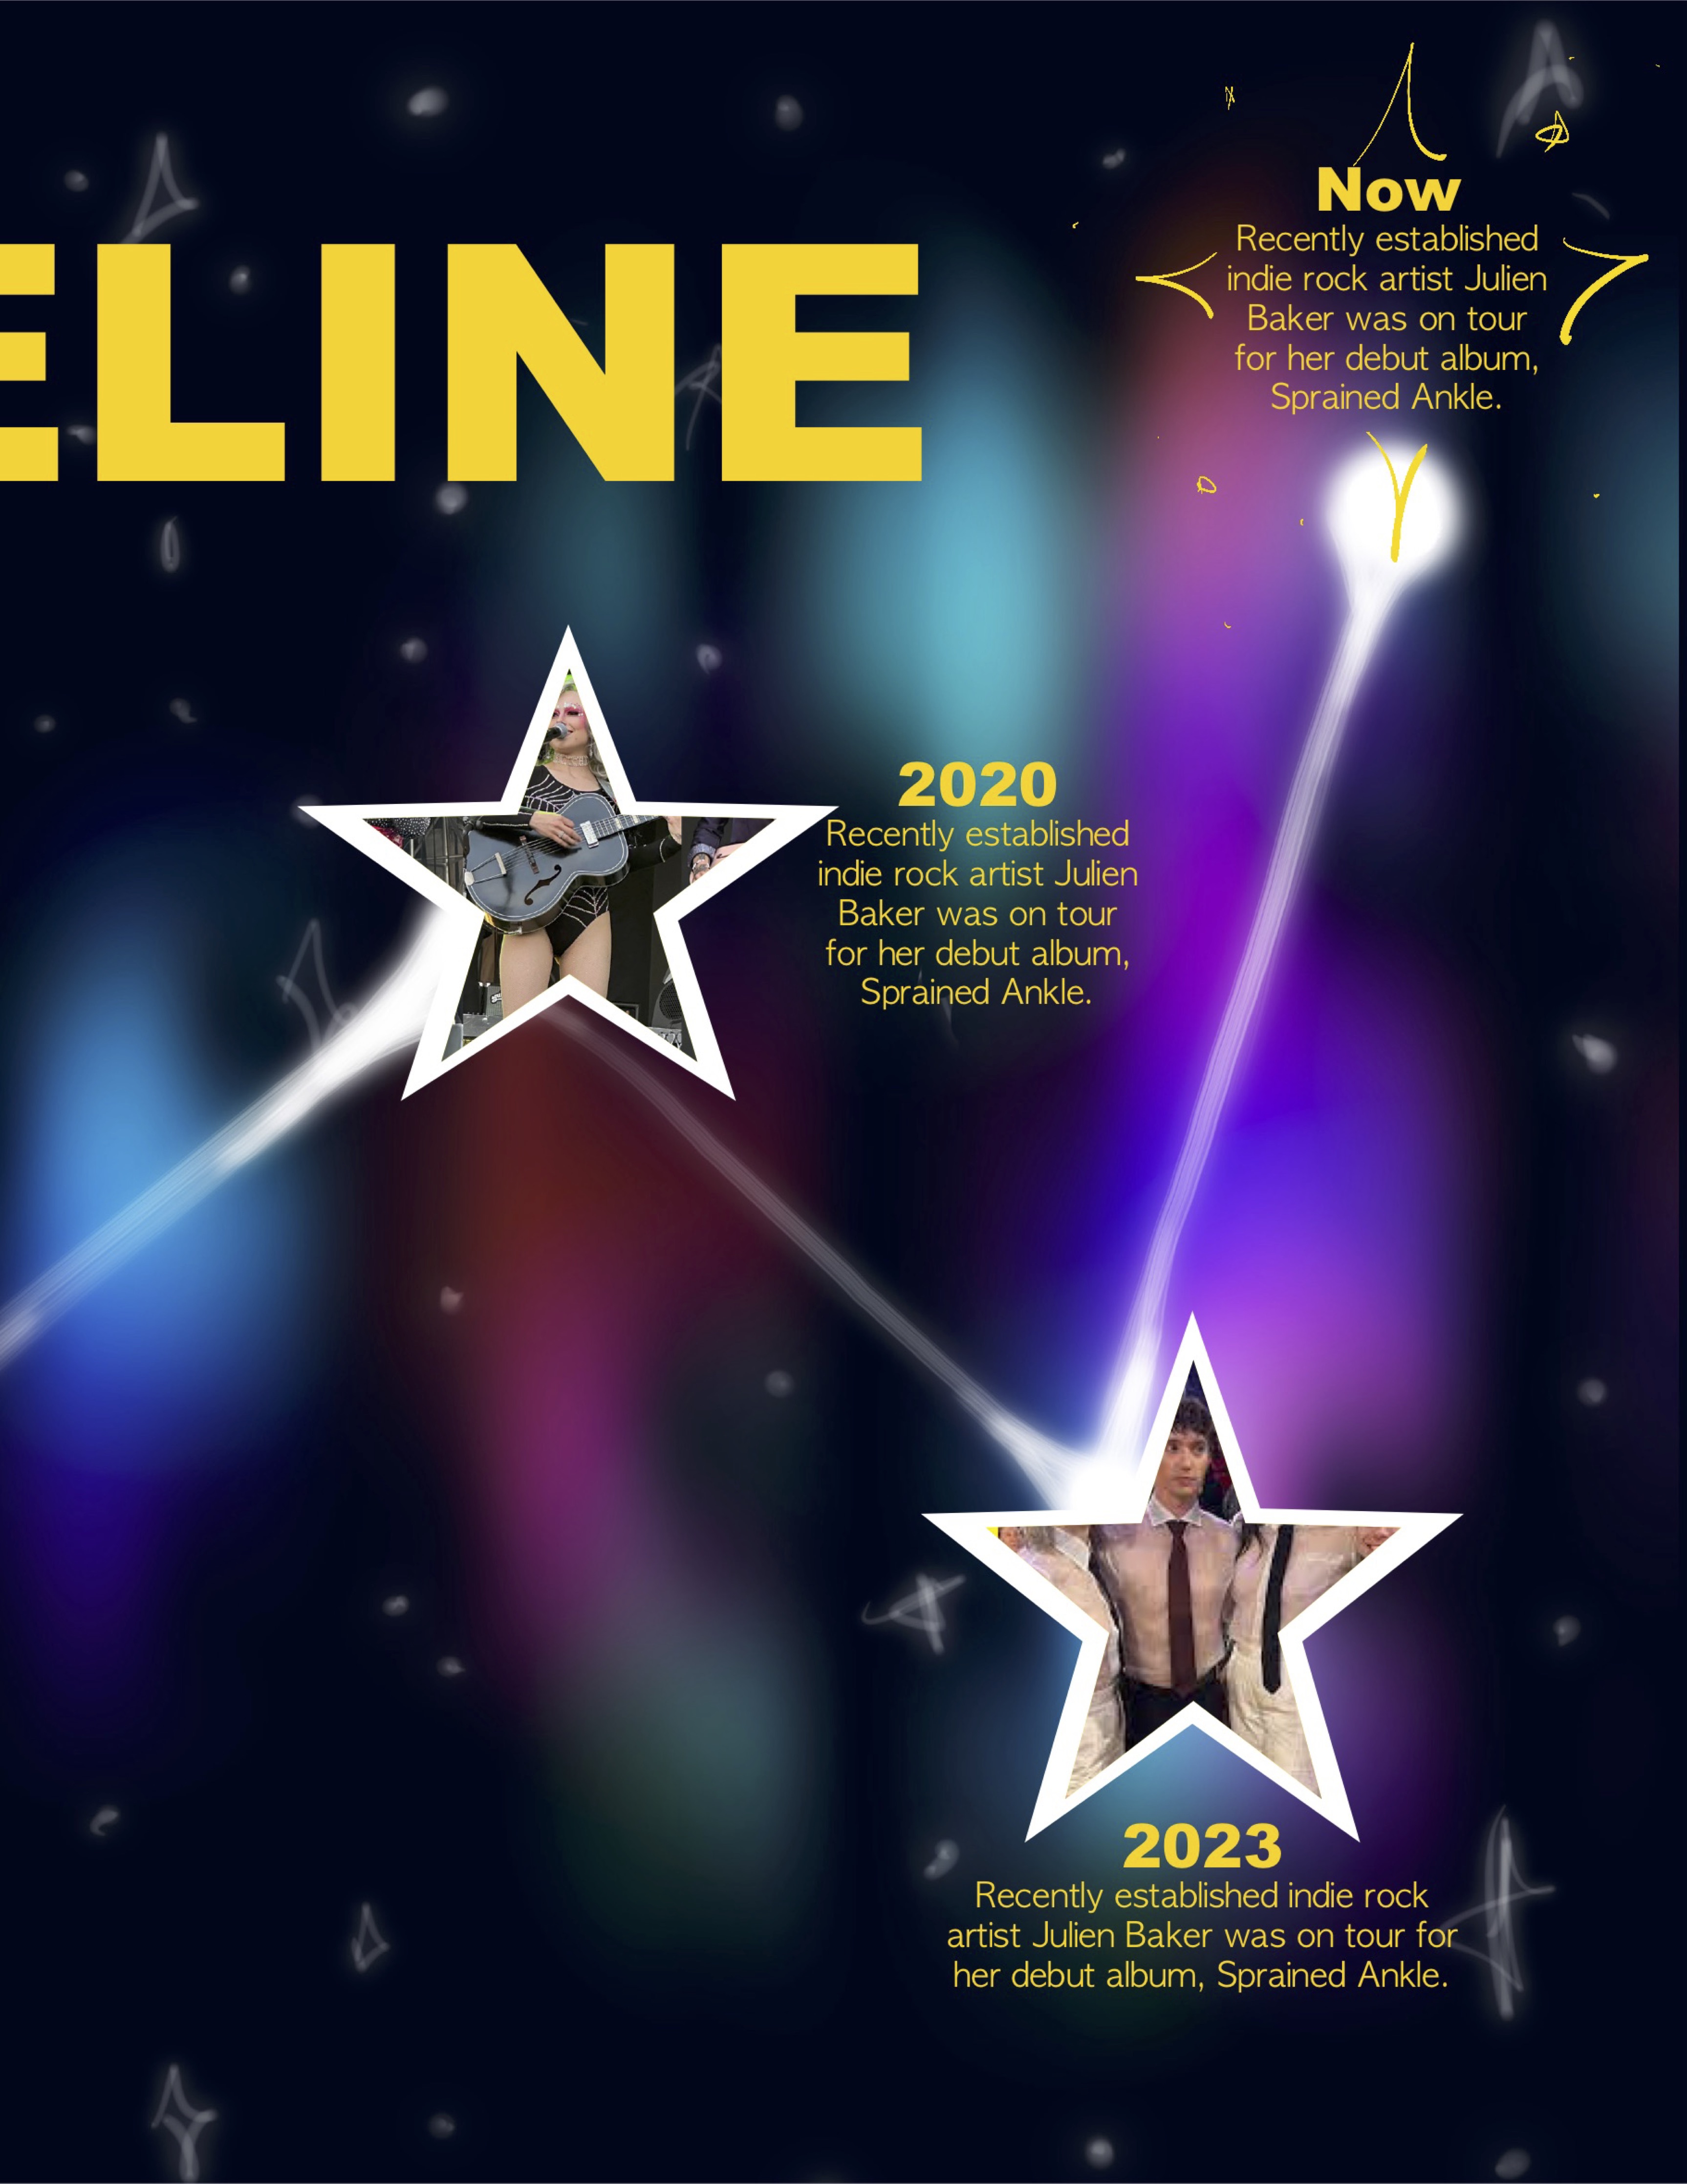 ELINE
Now
Recently established
indie rock artist Julien
Baker was on tour
for her debut album,
Sprained Ankle.
2020
Recently established
indie rock artist Julien
Baker was on tour
for her debut album,
Sprained Ankle.
2023
Recently established indie rock
artist Julien Baker was on tour for
her debut album, Sprained Ankle.